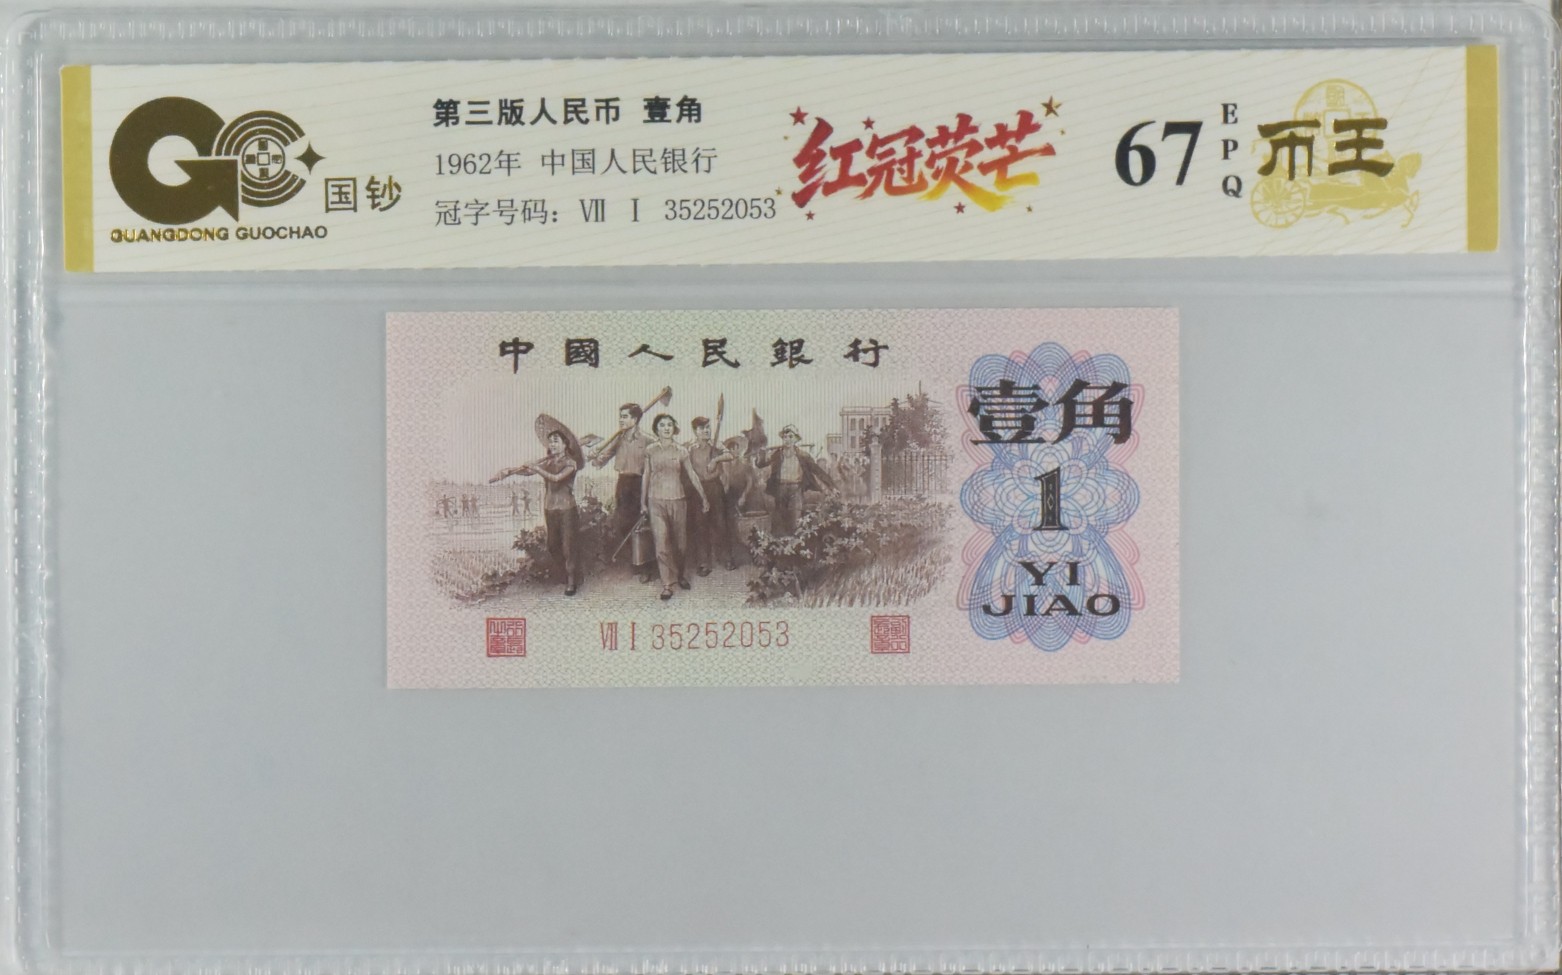 国钞
GUANGDONG GUOCHAO
第三版人民币 壹角
1962年 中国人民银行
冠字号码: Ⅶ Ⅰ 35252053
红冠荧芒
67
EPQ
币王
中國人民銀行
壹角
1
YI
JIAO
Ⅶ Ⅰ 35252053